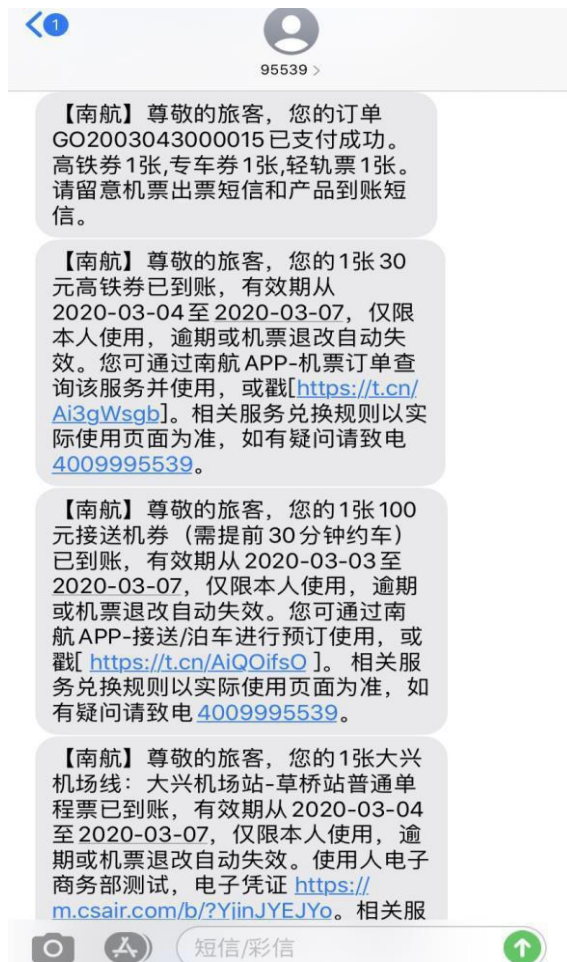 1
95539 >
【南航】尊敬的旅客，您的订单
GO2003043000015已支付成功。
高铁券1张,专车券1张,轻轨票1张。
请留意机票出票短信和产品到账短
信。
【南航】尊敬的旅客，您的1张30
元高铁券已到账，有效期从
2020-03-04至2020-03-07，仅限
本人使用，逾期或机票退改自动失
效。您可通过南航APP-机票订单查
询该服务并使用，或戳[https://t.cn/
Ai3gWsgb]。相关服务兑换规则以实
际使用页面为准，如有疑问请致电
4009995539。
【南航】尊敬的旅客，您的1张100
元接送机券（需提前30分钟约车）
已到账，有效期从2020-03-03至
2020-03-07，仅限本人使用，逾期
或机票退改自动失效。您可通过南
航APP-接送/泊车进行预订使用，或
戳[ https://t.cn/AiQOifsO ]。 相关服
务兑换规则以实际使用页面为准，如
有疑问请致电4009995539。
【南航】尊敬的旅客，您的1张大兴
机场线：大兴机场站-草桥站普通单
程票已到账，有效期从2020-03-04
至2020-03-07，仅限本人使用，逾
期或机票退改自动失效。使用人电子
商务部测试，电子凭证 https://
m.csair.com/b/?YjinJYEJYo。相关服
短信/彩信